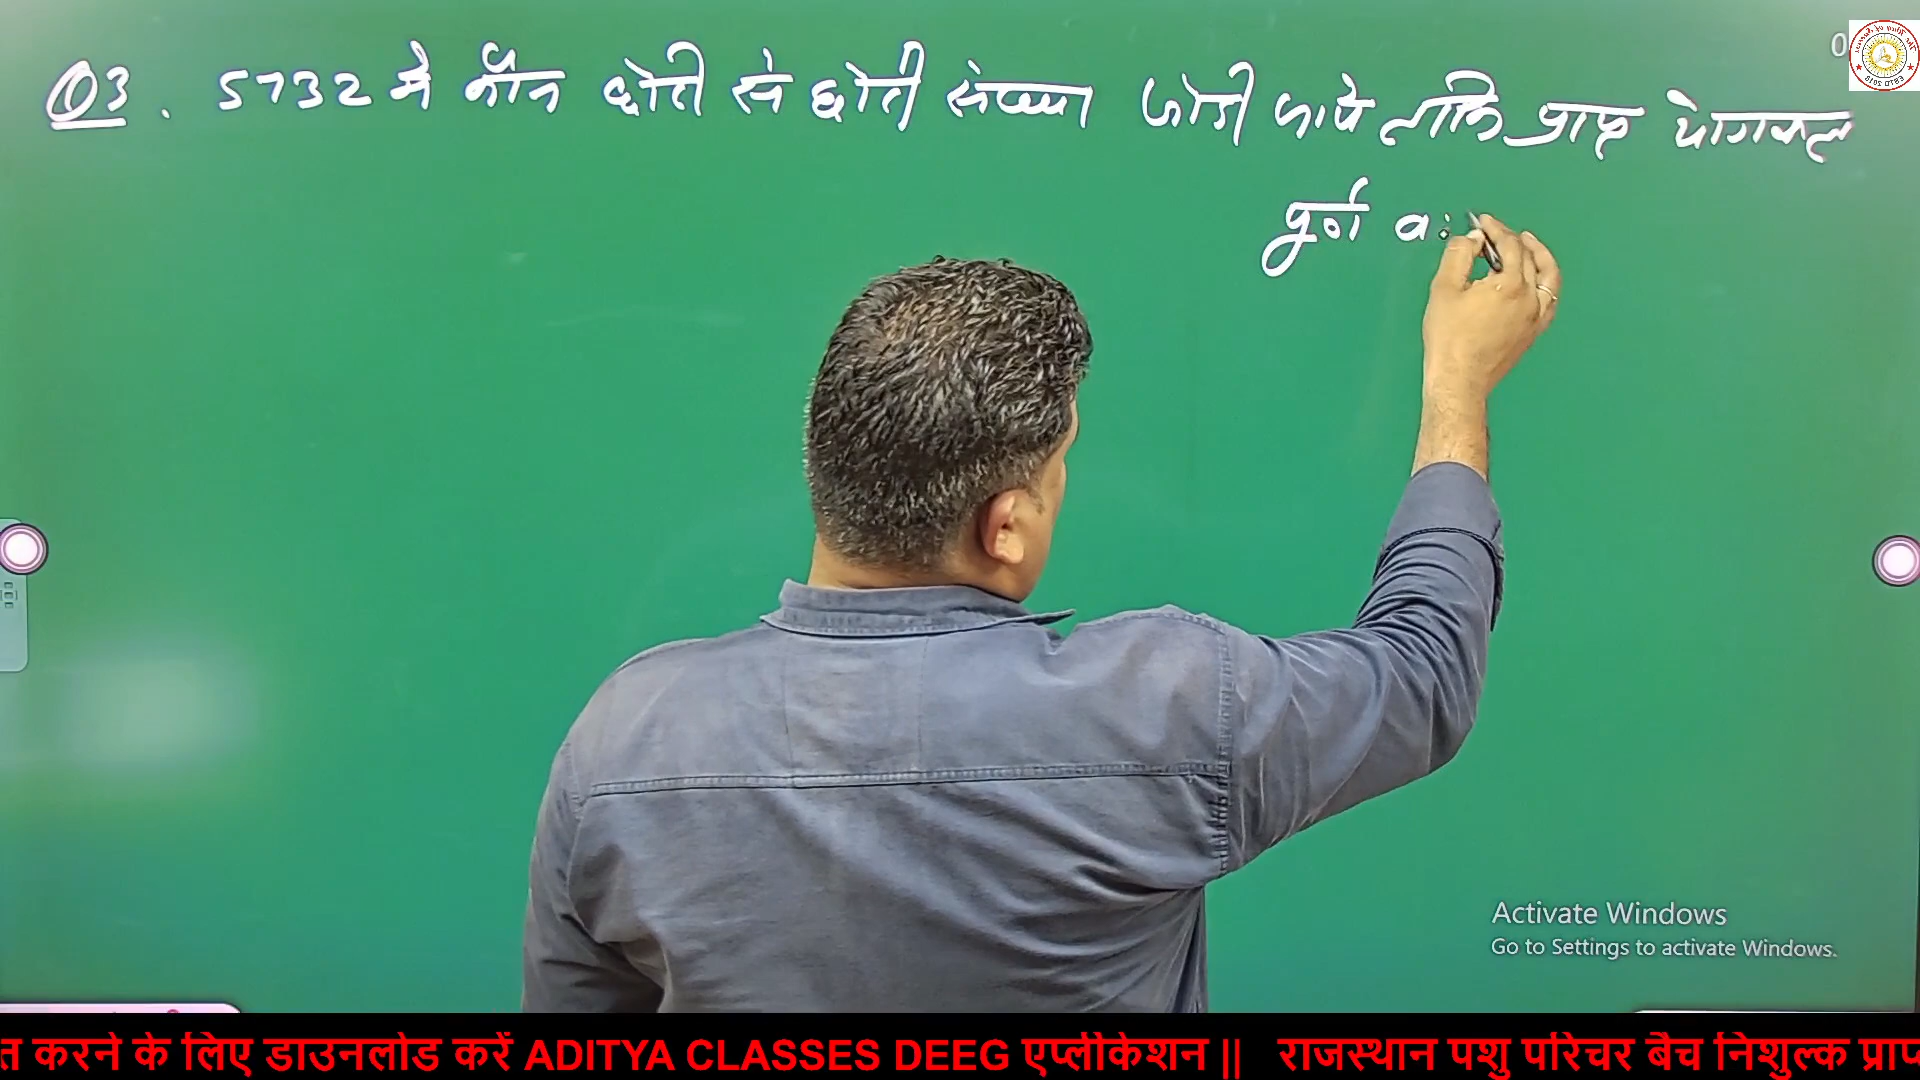 Q3. 5732 में कौन छोटी से छोटी संख्या जोडी जावे ताकि प्राप्त योगफल
पूर्ण व
Activate Windows
Go to Settings to activate Windows.
त करने के लिए डाउनलोड करें ADITYA CLASSES DEEG एप्लीकेशन || राजस्थान पशु परिचर बैच निशुल्क प्राप